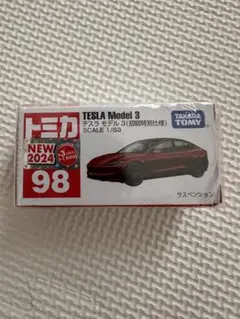 トミカ
TESLA Model 3
テスラ モデル 3 (初回特別仕様)
SCALE 1/63
TAKARA
TOMY
NEW
2024
98
サスペンション